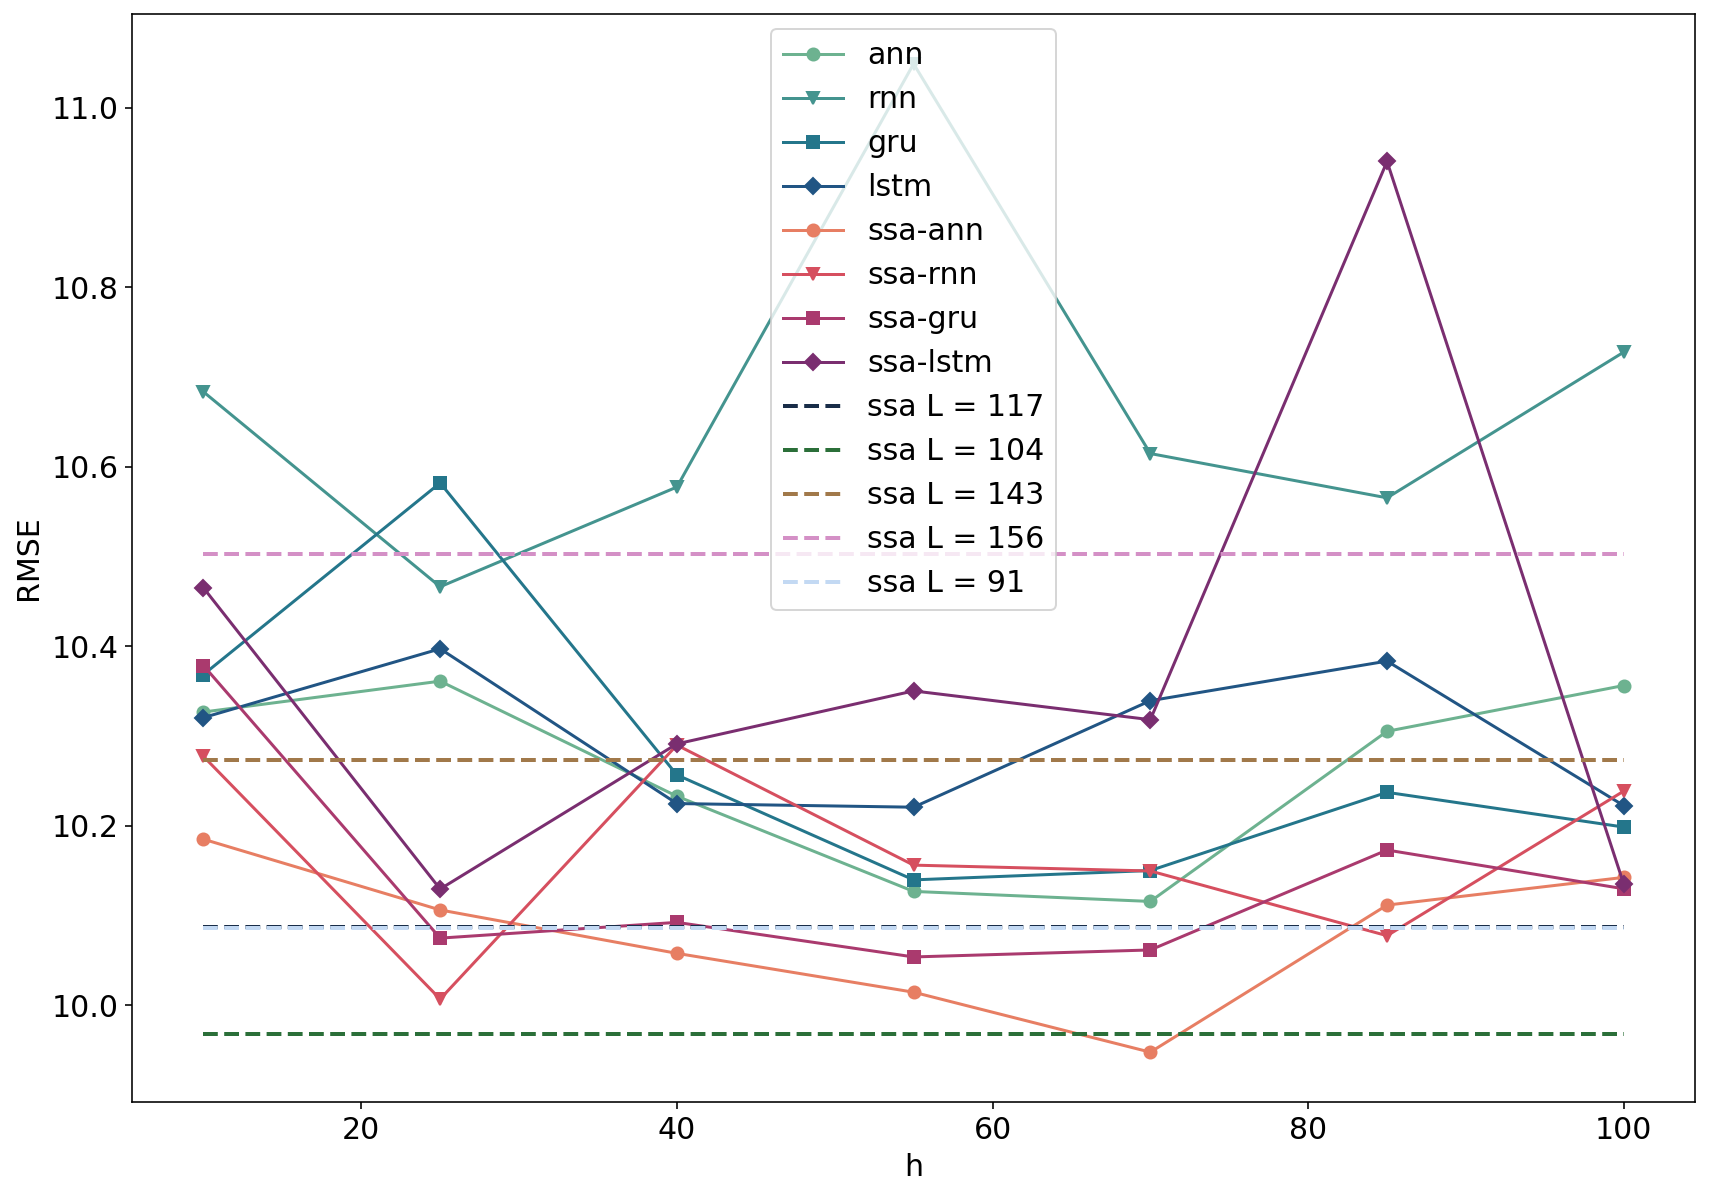 ann
rnn
gru
lstm
ssa-ann
ssa-rnn
ssa-gru
ssa-lstm
ssa L = 117
ssa L = 104
ssa L = 143
ssa L = 156
ssa L = 91
11.0
10.8
10.6
10.4
10.2
10.0
RMSE
20
40
60
80
100
h